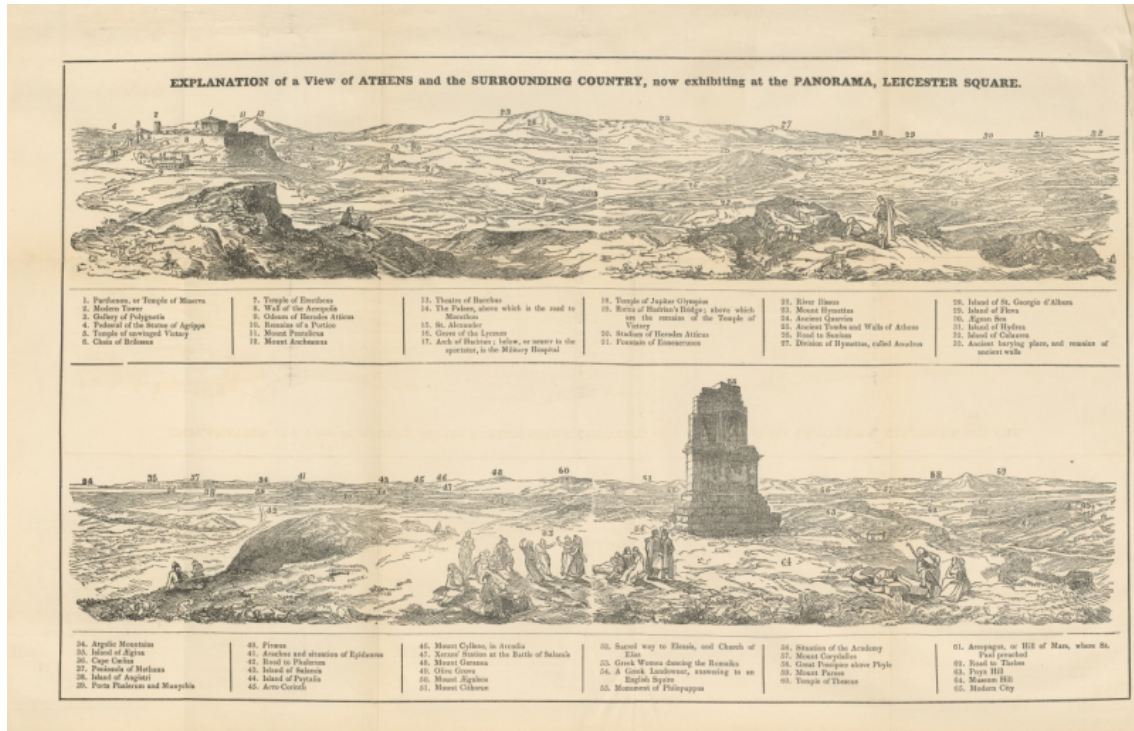 EXPLANATION of a View of ATHENS and the SURROUNDING COUNTRY, now exhibiting at the PANORAMA, LEICESTER SQUARE.
1. Parthenon, or Temple of Minerva
2. Modern Tower
3. Gallery of Polygnotis
4. Pedestal of the Statue of Agrippa
5. Temple of unwinged Victory
6. Chain of Brilessus
7. Temple of Erectheus
8. Wall of the Acropolis
9. Odeum of Herodes Atticus
10. Remains of a Portico
11. Mount Pentelicus
12. Mount Anchesmus
13. Theatre of Bacchus
14. The Palace, above which is the road to
Marathon
15. St. Alexander
16. Grove of the Lyceum
17. Arch of Hadrian; below, or nearer to the
spectator, is the Military Hospital
18. Temple of Jupiter Olympius
19. Ruins of Hadrian's Bridge; above which
are the remains of the Temple of
Victory
20. Stadium of Herodes Atticus
21. Fountain of Enneacrunos
22. River Ilissus
23. Mount Hymettus
24. Ancient Quarries
25. Ancient Tombs and Walls of Athens
26. Road to Sunium
27. Division of Hymettus, called Anudrus
28. Island of St. Georgio d'Albora
29. Island of Fleva
30. Ægean Sea
31. Island of Hydrea
32. Island of Calaurea
33. Ancient burying place, and remains of
ancient walls
34. Argolic Mountains
35. Island of Ægina
36. Cape
37. Peninsula of Methana
38. Island of Angistri
39. Ports Phalerum and Munychia
40. Piræus
41. Arachne and situation of Epidaurus
42. Road to Phalerum
43. Island of Salamis
44. Island of Psytalia
45. Acro-Corinth
46. Mount Cyllene, in Arcadia
47. Xerxes' Station at the Battle of Salamis
48. Mount Geranea
49. Olive Grove
50. Mount Ægaleus
51. Mount Cithæron
52. Sacred way to Eleusis, and Church of
Elias
53. Greek Women dancing the Romaika
54. A Greek Landowner, answering to an
English Squire
55. Monument of Philopappus
56. Situation of the Academy
57. Mount Corydallus
58. Great Precipice above Phyle
59. Mount Parnes
60. Temple of Theseus
61. Areopagus, or Hill of Mars, where St.
Paul preached
62. Road to Thebes
63. Pnyx Hill
64. Museum Hill
65. Modern City